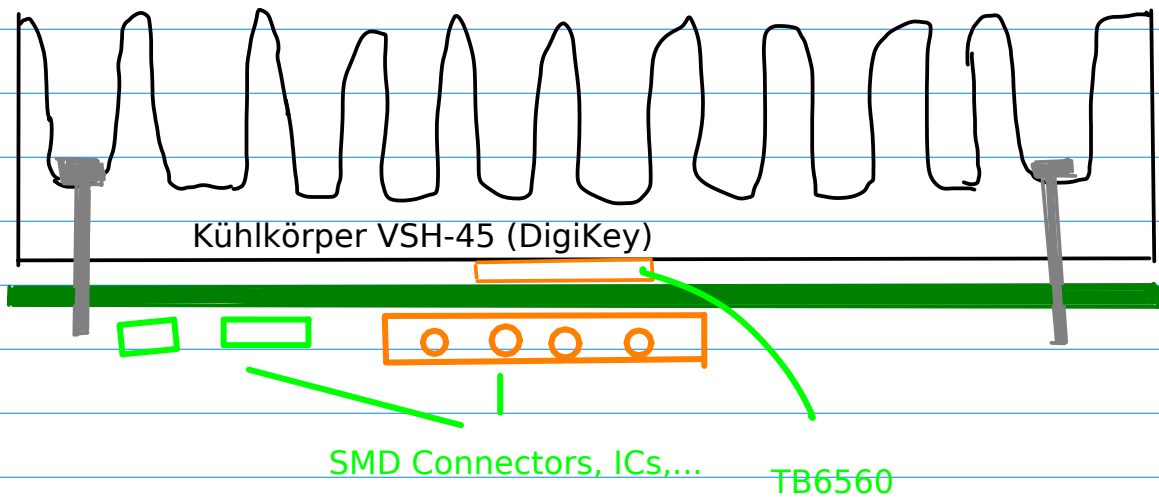 Kühlkörper VSH-45 (DigiKey)
SMD Connectors, ICs,...
TB6560